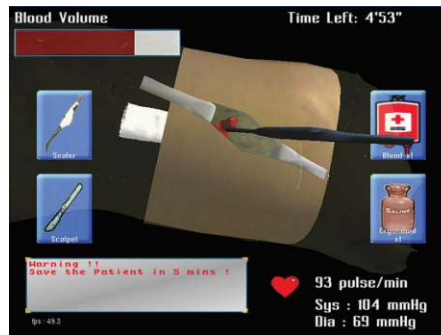 Blood Volume
Time Left: 4'53"
Sealer
Blood x1
Scalpel
Crystalloid
x1
Warning !!
Save the Patient in 5 mins !
93 pulse/min
Sys : 104 mmHg
Dia : 69 mmHg
fps : 49.3